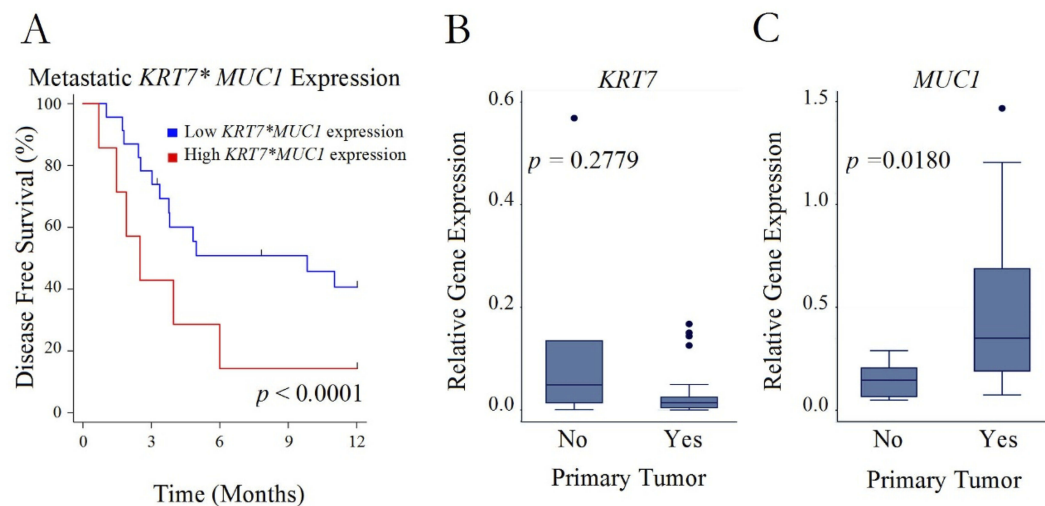 A
Metastatic KRT7* MUC1 Expression
Disease Free Survival (%)
100
80
60
40
20
0
Low KRT7*MUC1 expression
High KRT7*MUC1 expression
p < 0.0001
0 3 6 9 12
Time (Months)
B
KRT7
Relative Gene Expression
0.6
0.4
0.2
0.0
p = 0.2779
No Yes
Primary Tumor
C
MUC1
Relative Gene Expression
1.5
1.0
0.5
0.0
p =0.0180
No Yes
Primary Tumor